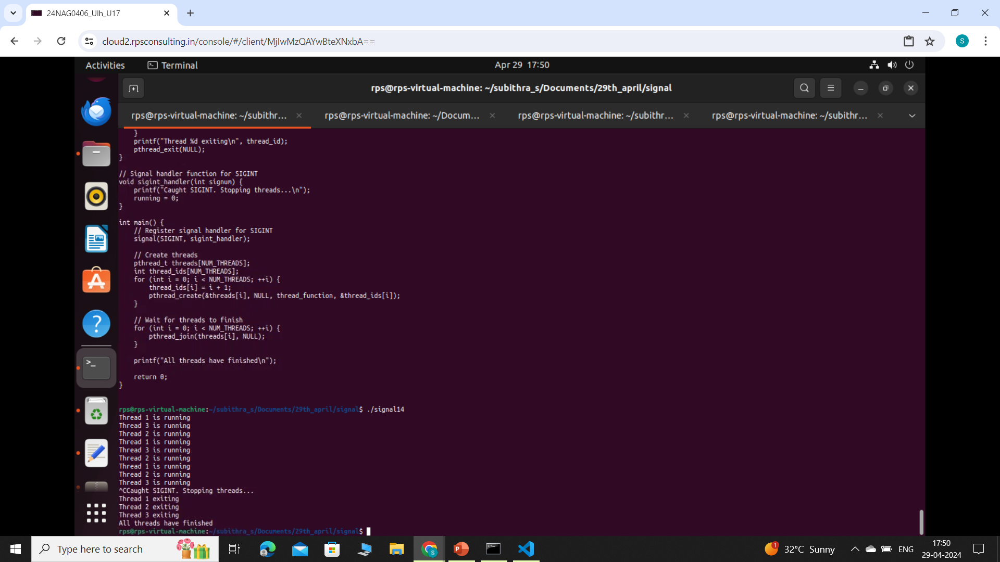 24NAG0406_Ulh_U17
cloud2.rpsconsulting.in/console/#/client/MjIwMzQAYwBteXNxbA==
S
Activities
Terminal
Apr 29 17:50
rps@rps-virtual-machine: ~/subithra_s/Documents/29th_april/signal
rps@rps-virtual-machine: ~/subithr...
rps@rps-virtual-machine: ~/Docum...
rps@rps-virtual-machine: ~/subithr...
rps@rps-virtual-machine: ~/subithr...
    }
    printf("Thread %d exiting\n", thread_id);
    pthread_exit(NULL);
}
// Signal handler function for SIGINT
void sigint_handler(int signum) {
    printf("Caught SIGINT. Stopping threads...\n");
    running = 0;
}
int main() {
    // Register signal handler for SIGINT
    signal(SIGINT, sigint_handler);
    // Create threads
    pthread_t threads[NUM_THREADS];
    int thread_ids[NUM_THREADS];
    for (int i = 0; i < NUM_THREADS; ++i) {
        thread_ids[i] = i + 1;
        pthread_create(&threads[i], NULL, thread_function, &thread_ids[i]);
    }
    // Wait for threads to finish
    for (int i = 0; i < NUM_THREADS; ++i) {
        pthread_join(threads[i], NULL);
    }
    printf("All threads have finished\n");
    return 0;
}
rps@rps-virtual-machine:~/subithra_s/Documents/29th_april/signal$ ./signal14
Thread 1 is running
Thread 3 is running
Thread 2 is running
Thread 1 is running
Thread 3 is running
Thread 2 is running
Thread 1 is running
Thread 2 is running
Thread 3 is running
^CCaught SIGINT. Stopping threads...
Thread 1 exiting
Thread 2 exiting
Thread 3 exiting
All threads have finished
rps@rps-virtual-machine:~/subithra_s/Documents/29th_april/signal$
Type here to search
1
32°C Sunny
ENG
17:50
29-04-2024